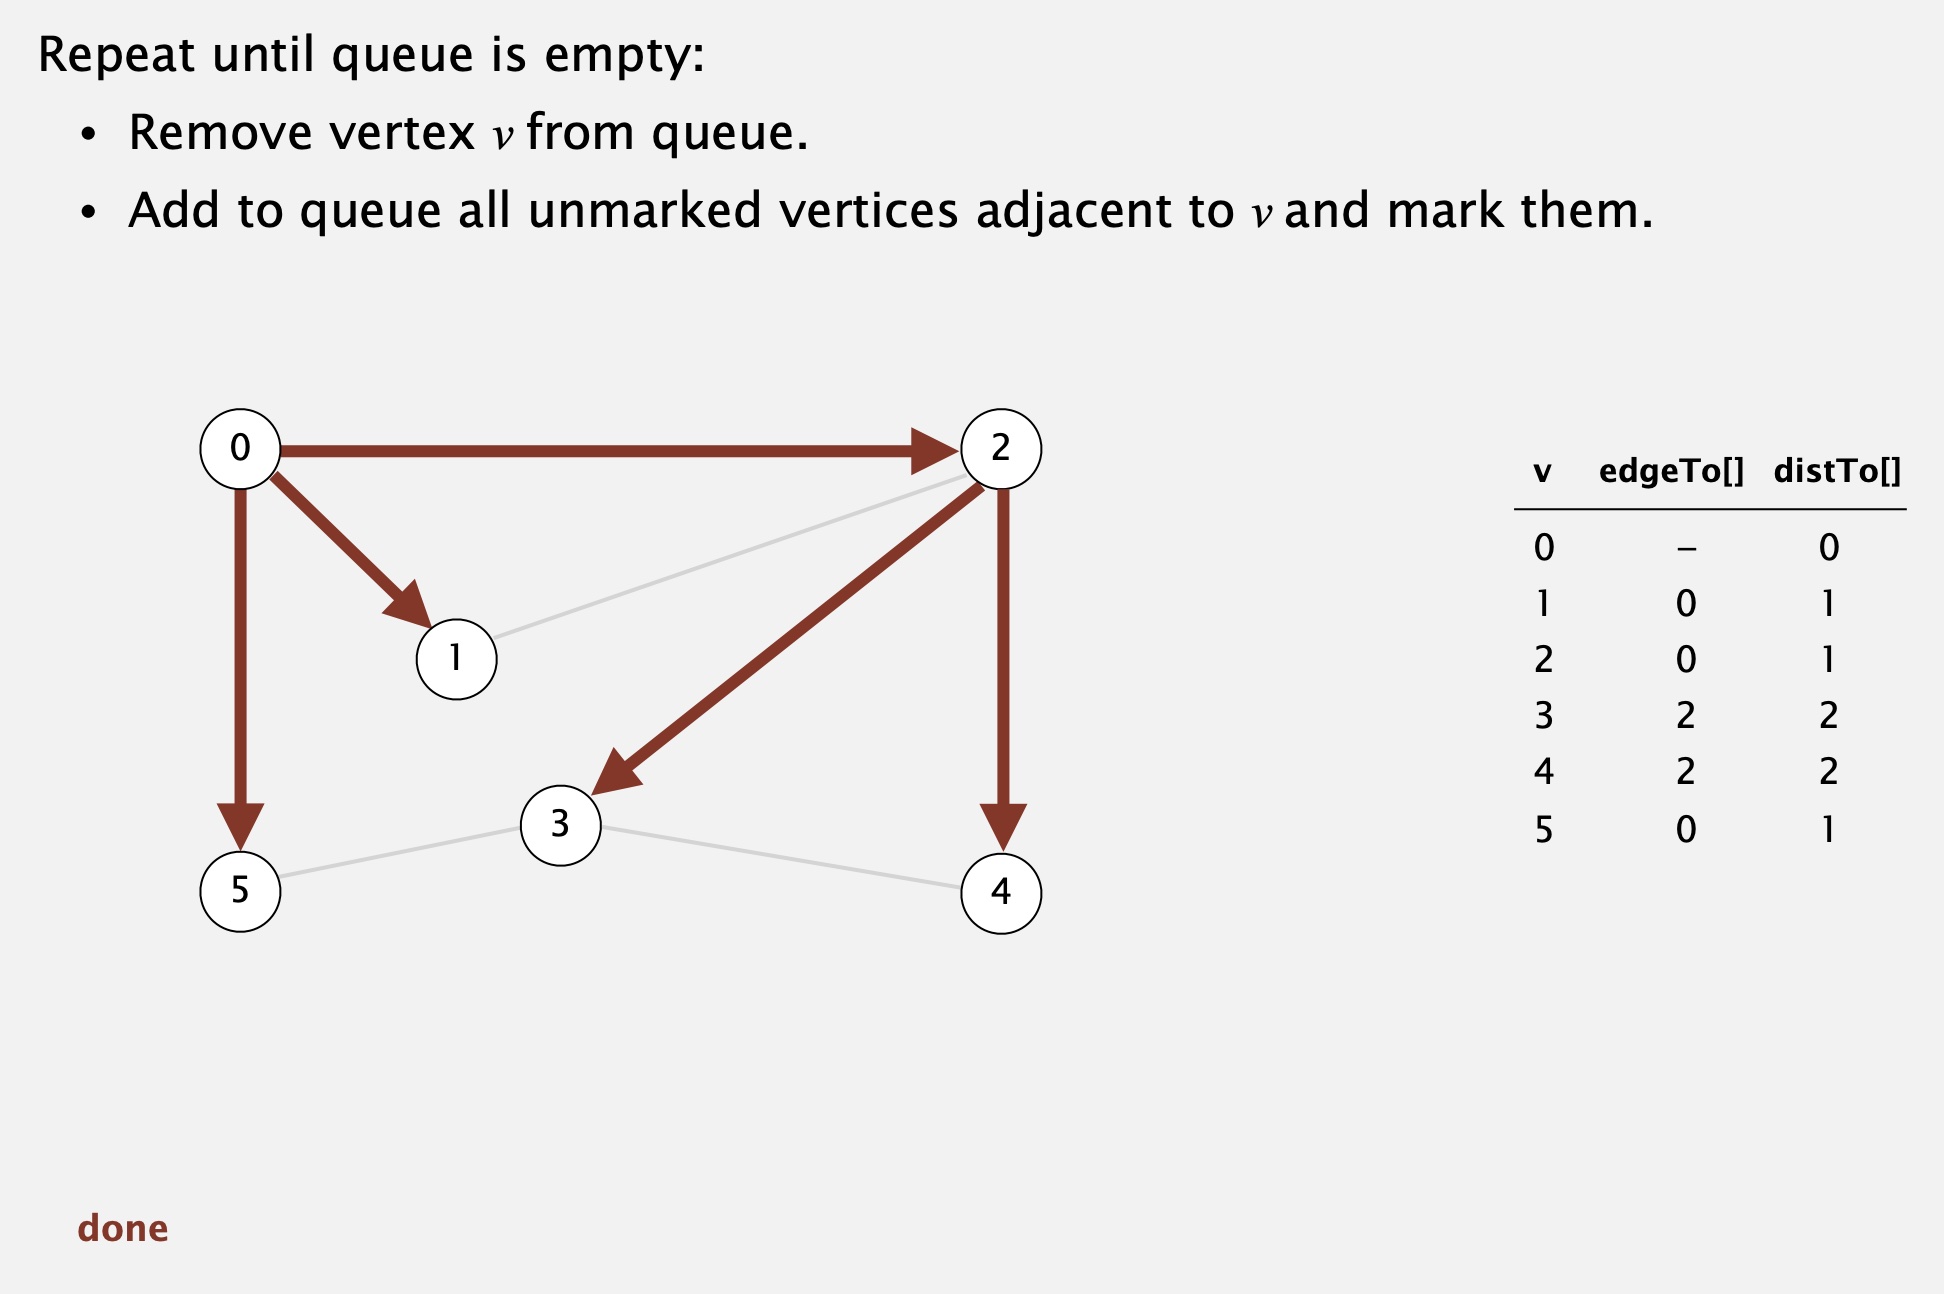 Repeat until queue is empty:
• Remove vertex v from queue.
• Add to queue all unmarked vertices adjacent to v and mark them.
0
2
1
3
5
4
v edgeTo[] distTo[]
0 – 0
1 0 1
2 0 1
3 2 2
4 2 2
5 0 1
done